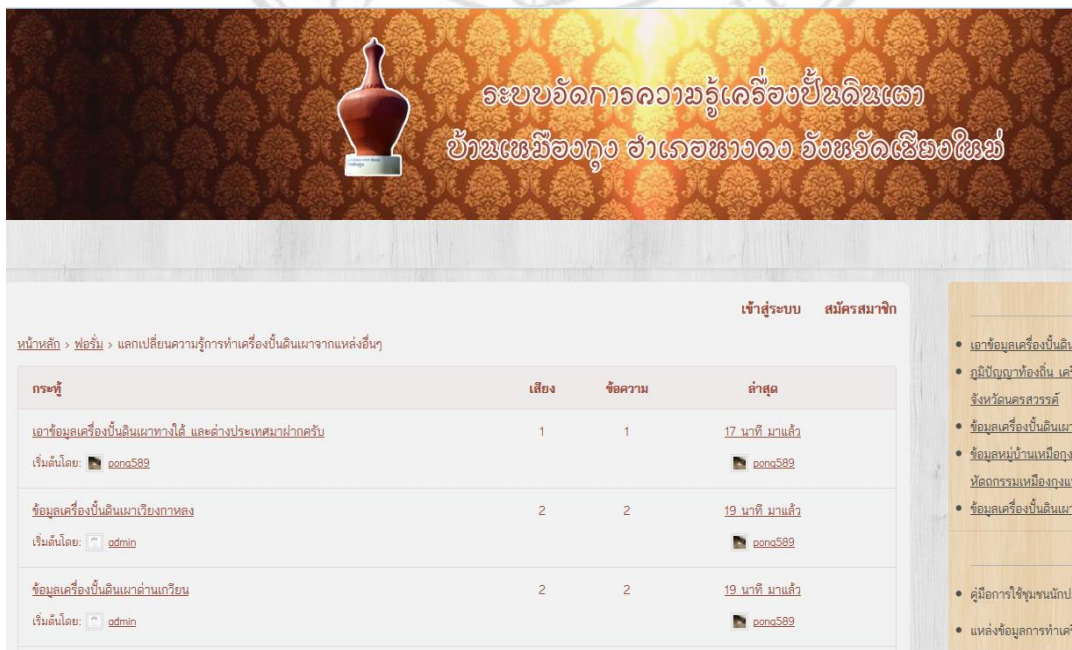 ระบบจัดการความรู้เครื่องปั้นดินเผา
บ้านเหมืองกุง อำเภอหางดง จังหวัดเชียงใหม่
เข้าสู่ระบบ สมัครสมาชิก
หน้าหลัก › ฟอรั่ม › แลกเปลี่ยนความรู้การทำเครื่องปั้นดินเผาจากแหล่งอื่นๆ
กระทู้ เสียง ข้อความ ล่าสุด
เอาข้อมูลเครื่องปั้นดินเผาทางใต้ และต่างประเทศมาฝากครับ 1 1 17 นาที มาแล้ว
เริ่มต้นโดย: pong589 pong589
ข้อมูลเครื่องปั้นดินเผาเวียงกาหลง 2 2 19 นาที มาแล้ว
เริ่มต้นโดย: admin pong589
ข้อมูลเครื่องปั้นดินเผาด่านเกวียน 2 2 19 นาที มาแล้ว
เริ่มต้นโดย: admin pong589
เอาข้อมูลเครื่องปั้นดิน
ภูมิปัญญาท้องถิ่น
จังหวัดนครสวรรค์
ข้อมูลเครื่องปั้นดินเผา
ข้อมูลหมู่บ้านเหมืองกุง
หัตถกรรมเหมืองกุง
ข้อมูลเครื่องปั้นดินเผา
คู่มือการใช้ชุมชนนัก
แหล่งข้อมูลการทำ